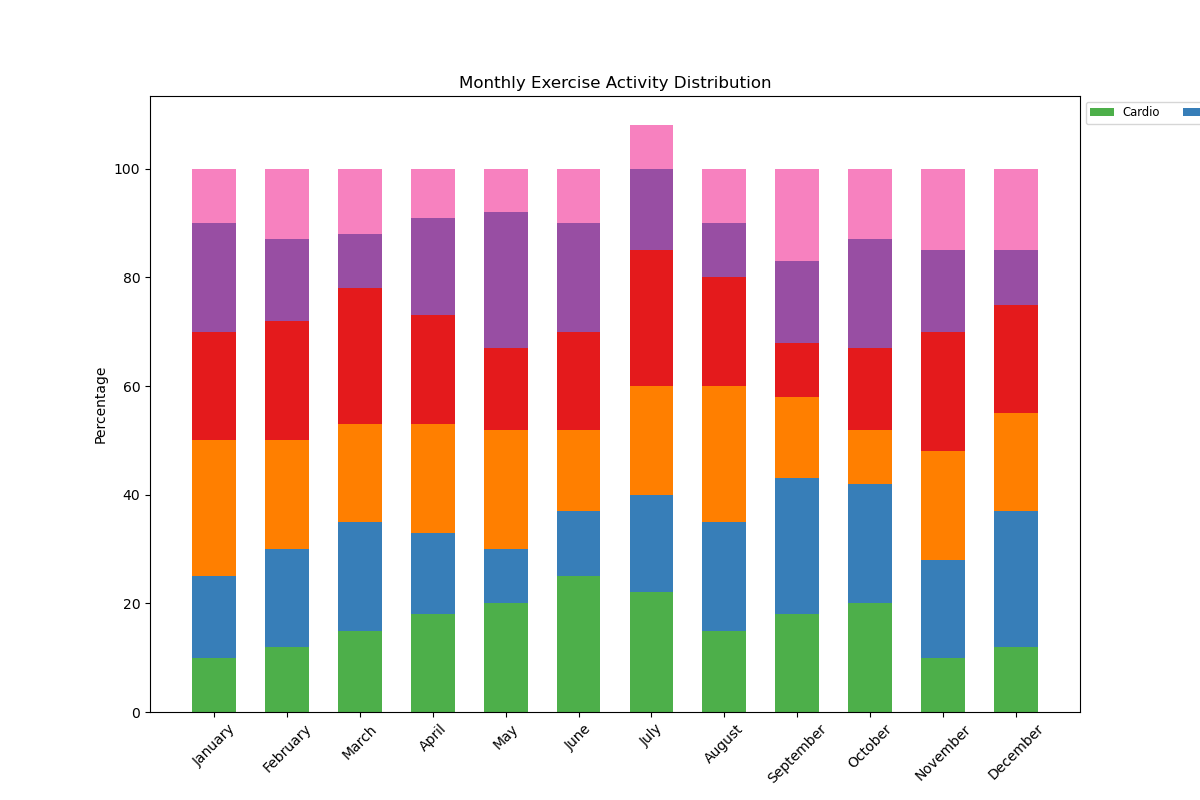 Monthly Exercise Activity Distribution
Cardio
Percentage
100
80
60
40
20
0
January
February
March
April
May
June
July
August
September
October
November
December